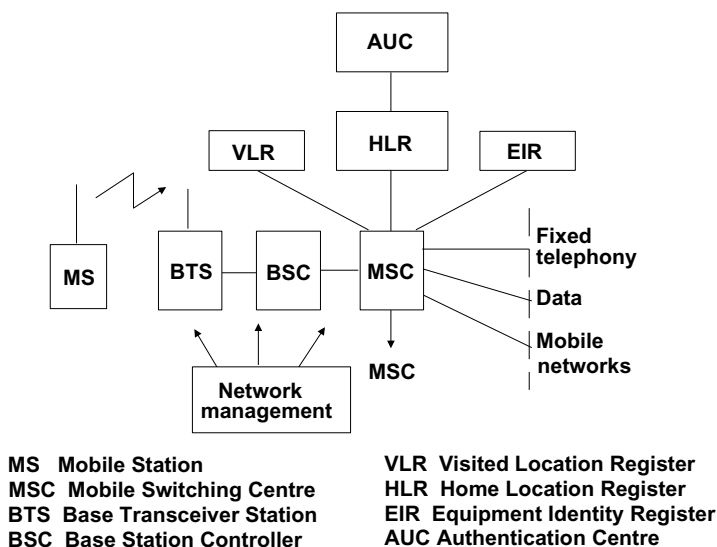 AUC
VLR
HLR
EIR
MS
BTS
BSC
MSC
Fixed
telephony
Data
Mobile
networks
MSC
Network
management
MS Mobile Station
MSC Mobile Switching Centre
BTS Base Transceiver Station
BSC Base Station Controller
VLR Visited Location Register
HLR Home Location Register
EIR Equipment Identity Register
AUC Authentication Centre